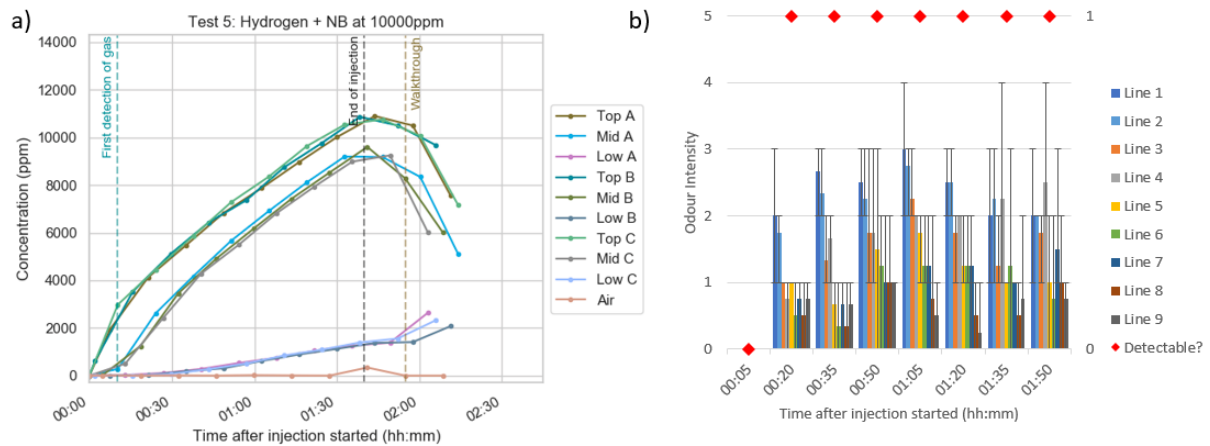 a)
Test 5: Hydrogen + NB at 10000ppm
14000
12000
10000
8000
6000
4000
2000
0
Concentration (ppm)
First detection of gas
End of injection
Walkthrough
00:00
00:30
01:00
01:30
02:00
02:30
Time after injection started (hh:mm)
Top A
Mid A
Low A
Top B
Mid B
Low B
Top C
Mid C
Low C
Air
b)
5
4
3
2
1
0
Odour Intensity
1
0
00:05
00:20
00:35
00:50
01:05
01:20
01:35
01:50
Time after injection started (hh:mm)
Line 1
Line 2
Line 3
Line 4
Line 5
Line 6
Line 7
Line 8
Line 9
Detectable?